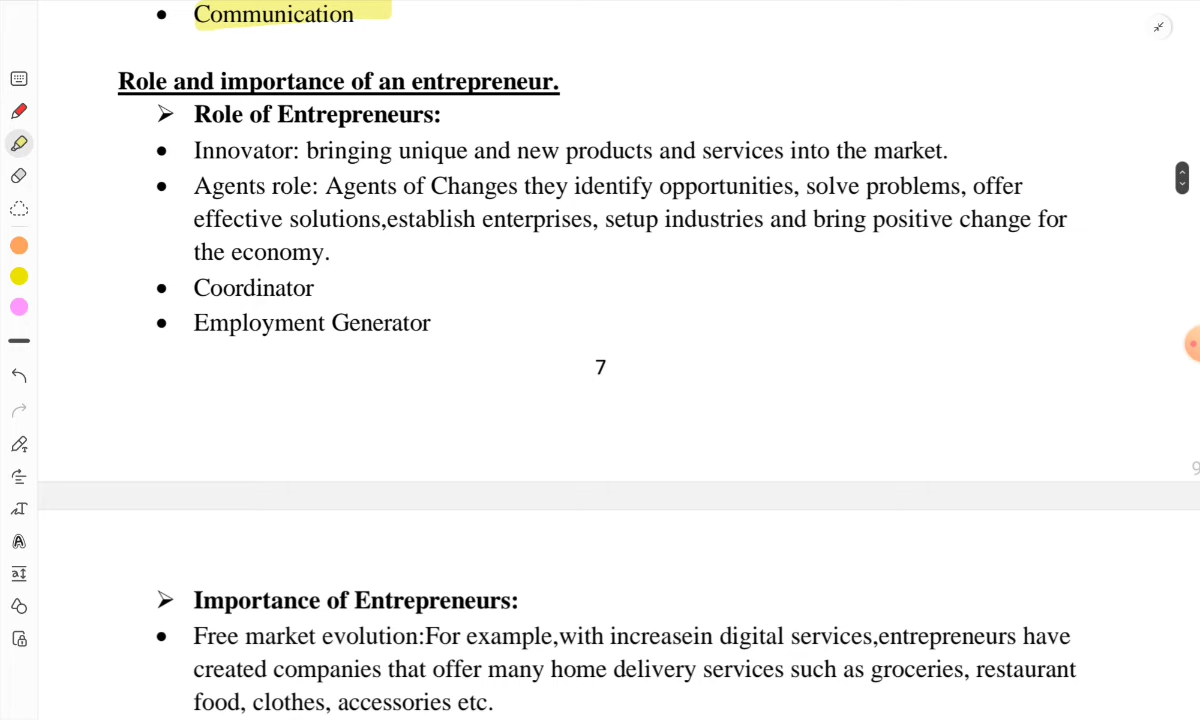 • Communication
Role and importance of an entrepreneur.
➢ Role of Entrepreneurs:
• Innovator: bringing unique and new products and services into the market.
• Agents role: Agents of Changes they identify opportunities, solve problems, offer
effective solutions,establish enterprises, setup industries and bring positive change for
the economy.
• Coordinator
• Employment Generator
7
9
➢ Importance of Entrepreneurs:
• Free market evolution:For example,with increasein digital services,entrepreneurs have
created companies that offer many home delivery services such as groceries, restaurant
food, clothes, accessories etc.